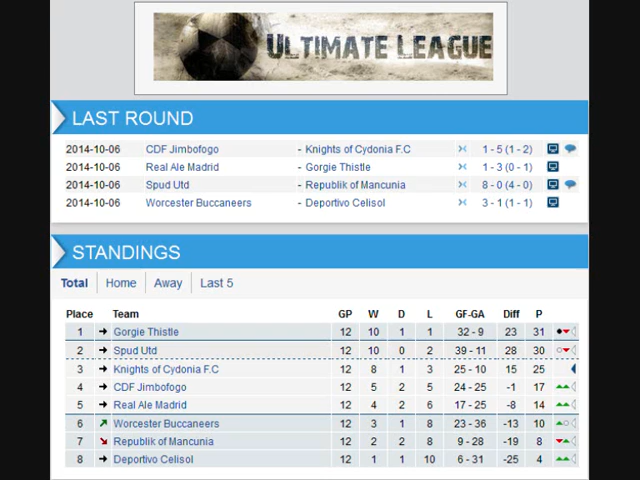 ULTIMATE LEAGUE
LAST ROUND
2014-10-06 CDF Jimbofogo - Knights of Cydonia F.C 1 - 5 (1 - 2)
2014-10-06 Real Ale Madrid - Gorgie Thistle 1 - 3 (0 - 1)
2014-10-06 Spud Utd - Republik of Mancunia 8 - 0 (4 - 0)
2014-10-06 Worcester Buccaneers - Deportivo Celisol 3 - 1 (1 - 1)
STANDINGS
Total Home Away Last 5
Place Team GP W D L GF-GA Diff P
1 Gorgie Thistle 12 10 1 1 32 - 9 23 31
2 Spud Utd 12 10 0 2 39 - 11 28 30
3 Knights of Cydonia F.C 12 8 1 3 25 - 10 15 25
4 CDF Jimbofogo 12 5 2 5 24 - 25 -1 17
5 Real Ale Madrid 12 4 2 6 17 - 25 -8 14
6 Worcester Buccaneers 12 3 1 8 23 - 36 -13 10
7 Republik of Mancunia 12 2 2 8 9 - 28 -19 8
8 Deportivo Celisol 12 1 1 10 6 - 31 -25 4